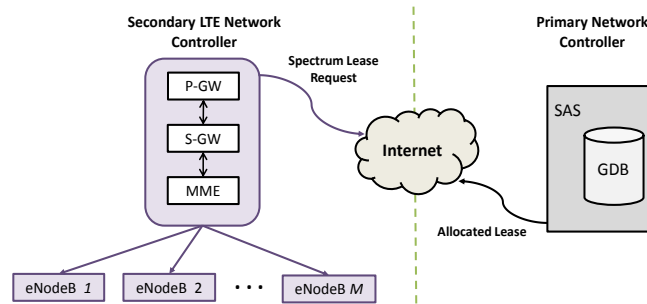 Secondary LTE Network
Controller
Primary Network
Controller
Spectrum Lease
Request
P-GW
S-GW
MME
Internet
SAS
GDB
Allocated Lease
eNodeB 1
eNodeB 2
• • •
eNodeB M